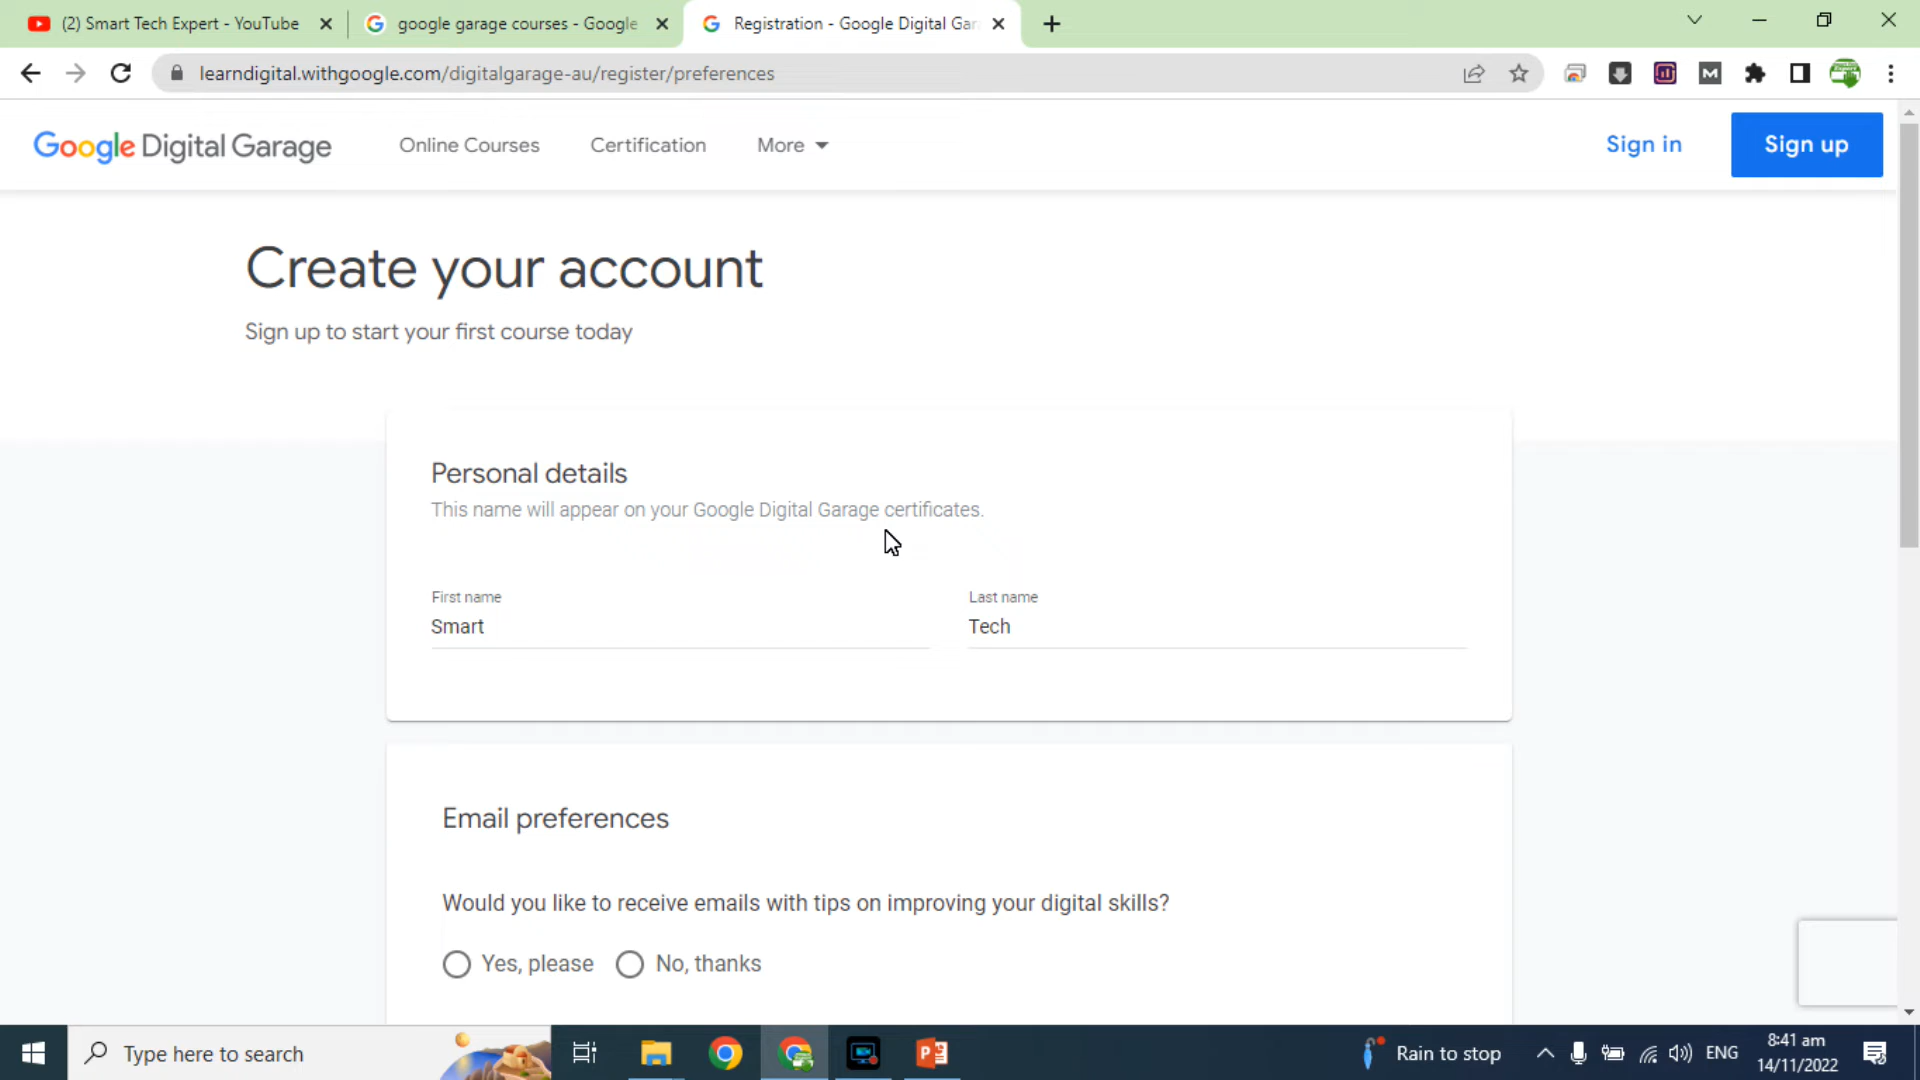 (2) Smart Tech Expert - YouTube
google garage courses - Google
Registration - Google Digital Gar
learndigital.withgoogle.com/digitalgarage-au/register/preferences
Google Digital Garage
Online Courses
Certification
More
Sign in
Sign up
Create your account
Sign up to start your first course today
Personal details
This name will appear on your Google Digital Garage certificates.
First name
Last name
Smart
Tech
Email preferences
Would you like to receive emails with tips on improving your digital skills?
Yes, please
No, thanks
Type here to search
Rain to stop
ENG
8:41 am
14/11/2022